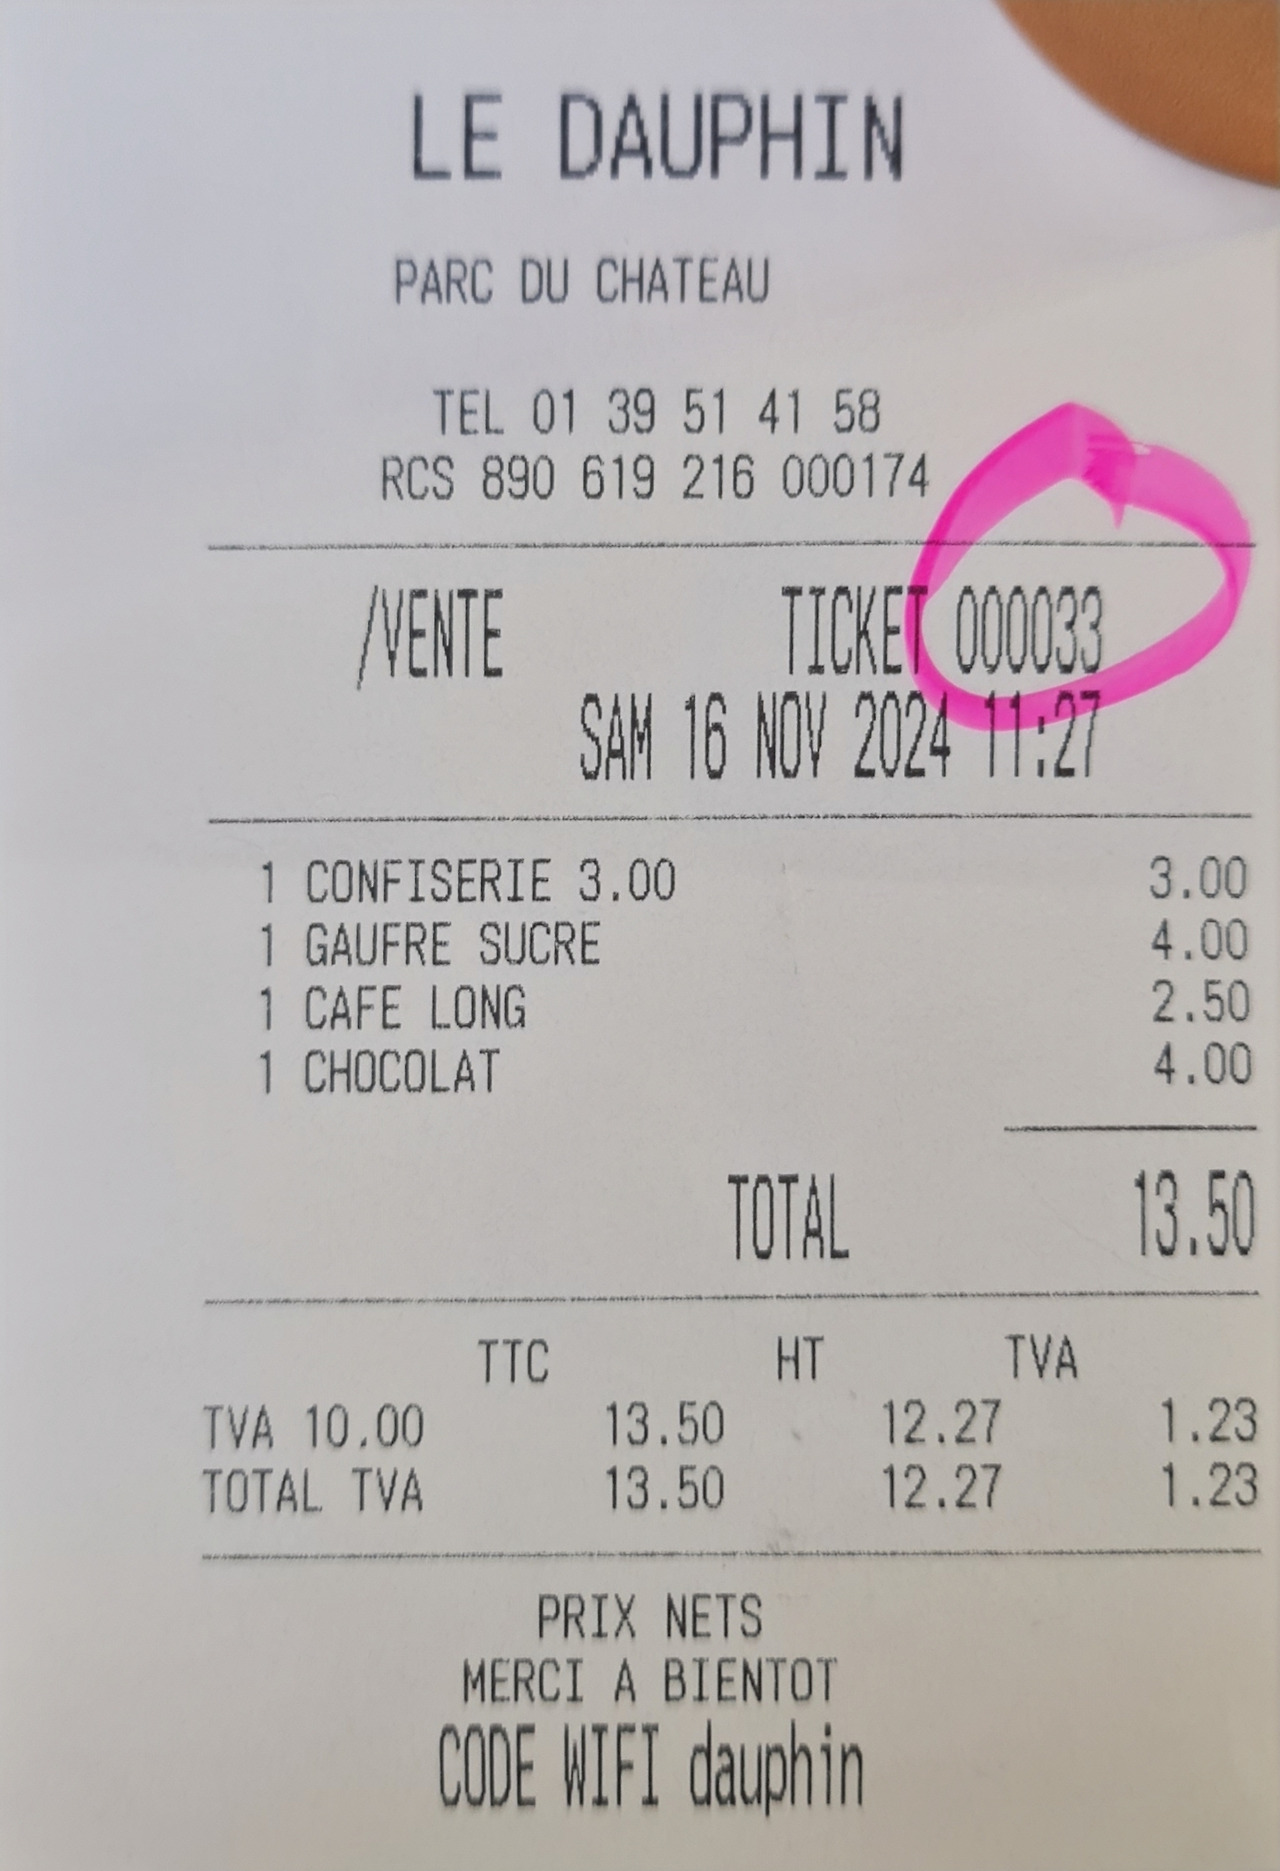 LE DAUPHIN
PARC DU CHATEAU
TEL 01 39 51 41 58
RCS 890 619 216 000174
/VENTE TICKET 000033
SAM 16 NOV 2024 11:27
1 CONFISERIE 3.00 3.00
1 GAUFRE SUCRE 4.00
1 CAFE LONG 2.50
1 CHOCOLAT 4.00
TOTAL 13.50
TTC HT TVA
TVA 10.00 13.50 12.27 1.23
TOTAL TVA 13.50 12.27 1.23
PRIX NETS
MERCI A BIENTOT
CODE WIFI dauphin